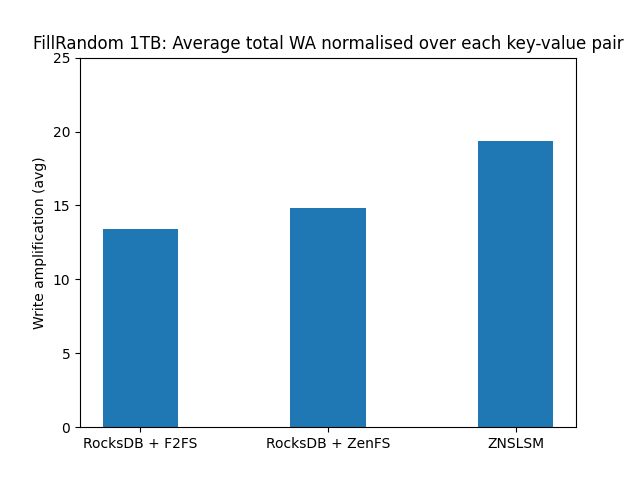 FillRandom 1TB: Average total WA normalised over each key-value pair
25
20
15
10
5
0
Write amplification (avg)
RocksDB + F2FS
RocksDB + ZenFS
ZNSLSM